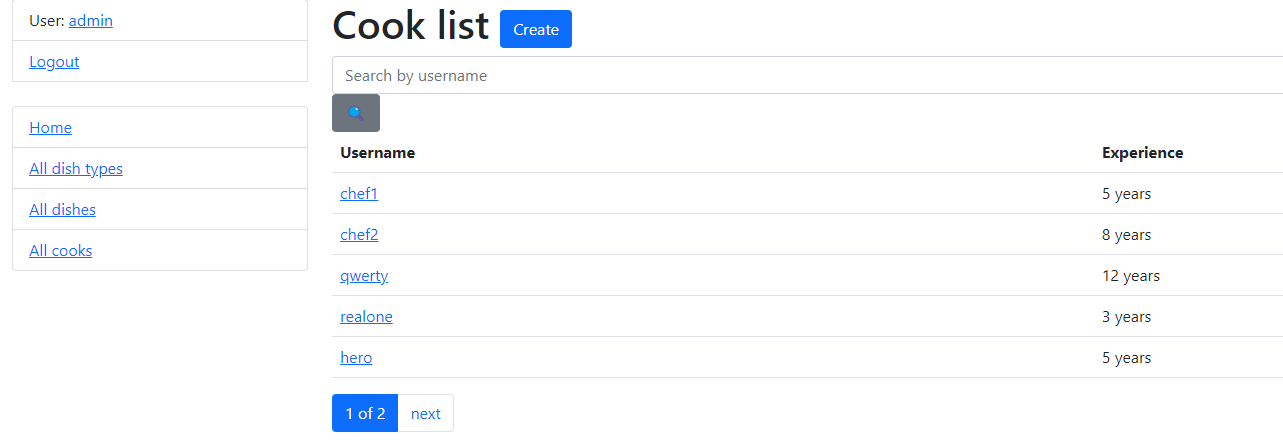 User: admin
Logout
Home
All dish types
All dishes
All cooks
Cook list Create
Search by username
Username Experience
chef1 5 years
chef2 8 years
qwerty 12 years
realone 3 years
hero 5 years
1 of 2 next